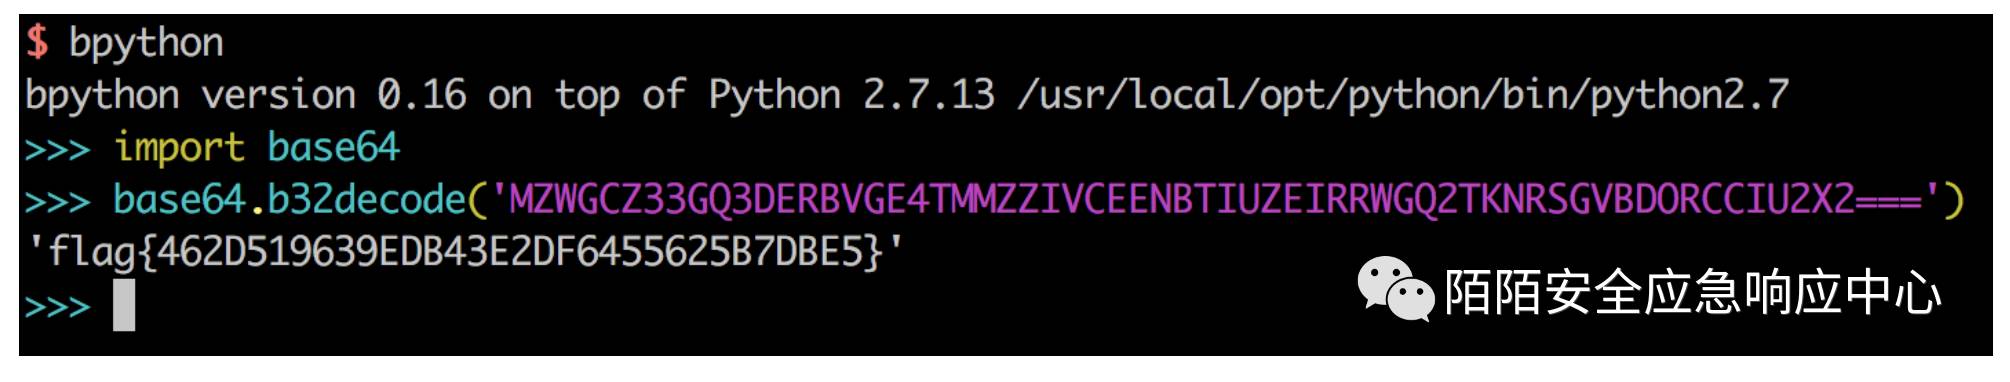 $ bpython
bpython version 0.16 on top of Python 2.7.13 /usr/local/opt/python/bin/python2.7
>>> import base64
>>> base64.b32decode('MZWGCZ33GQ3DERBVGE4TMMZZIVCEENBTIUZEIRRWGQ2TKNRSGVBDORCCIU2X2===')
'flag{462D519639EDB43E2DF6455625B7DBE5}'
>>>
陌陌安全应急响应中心